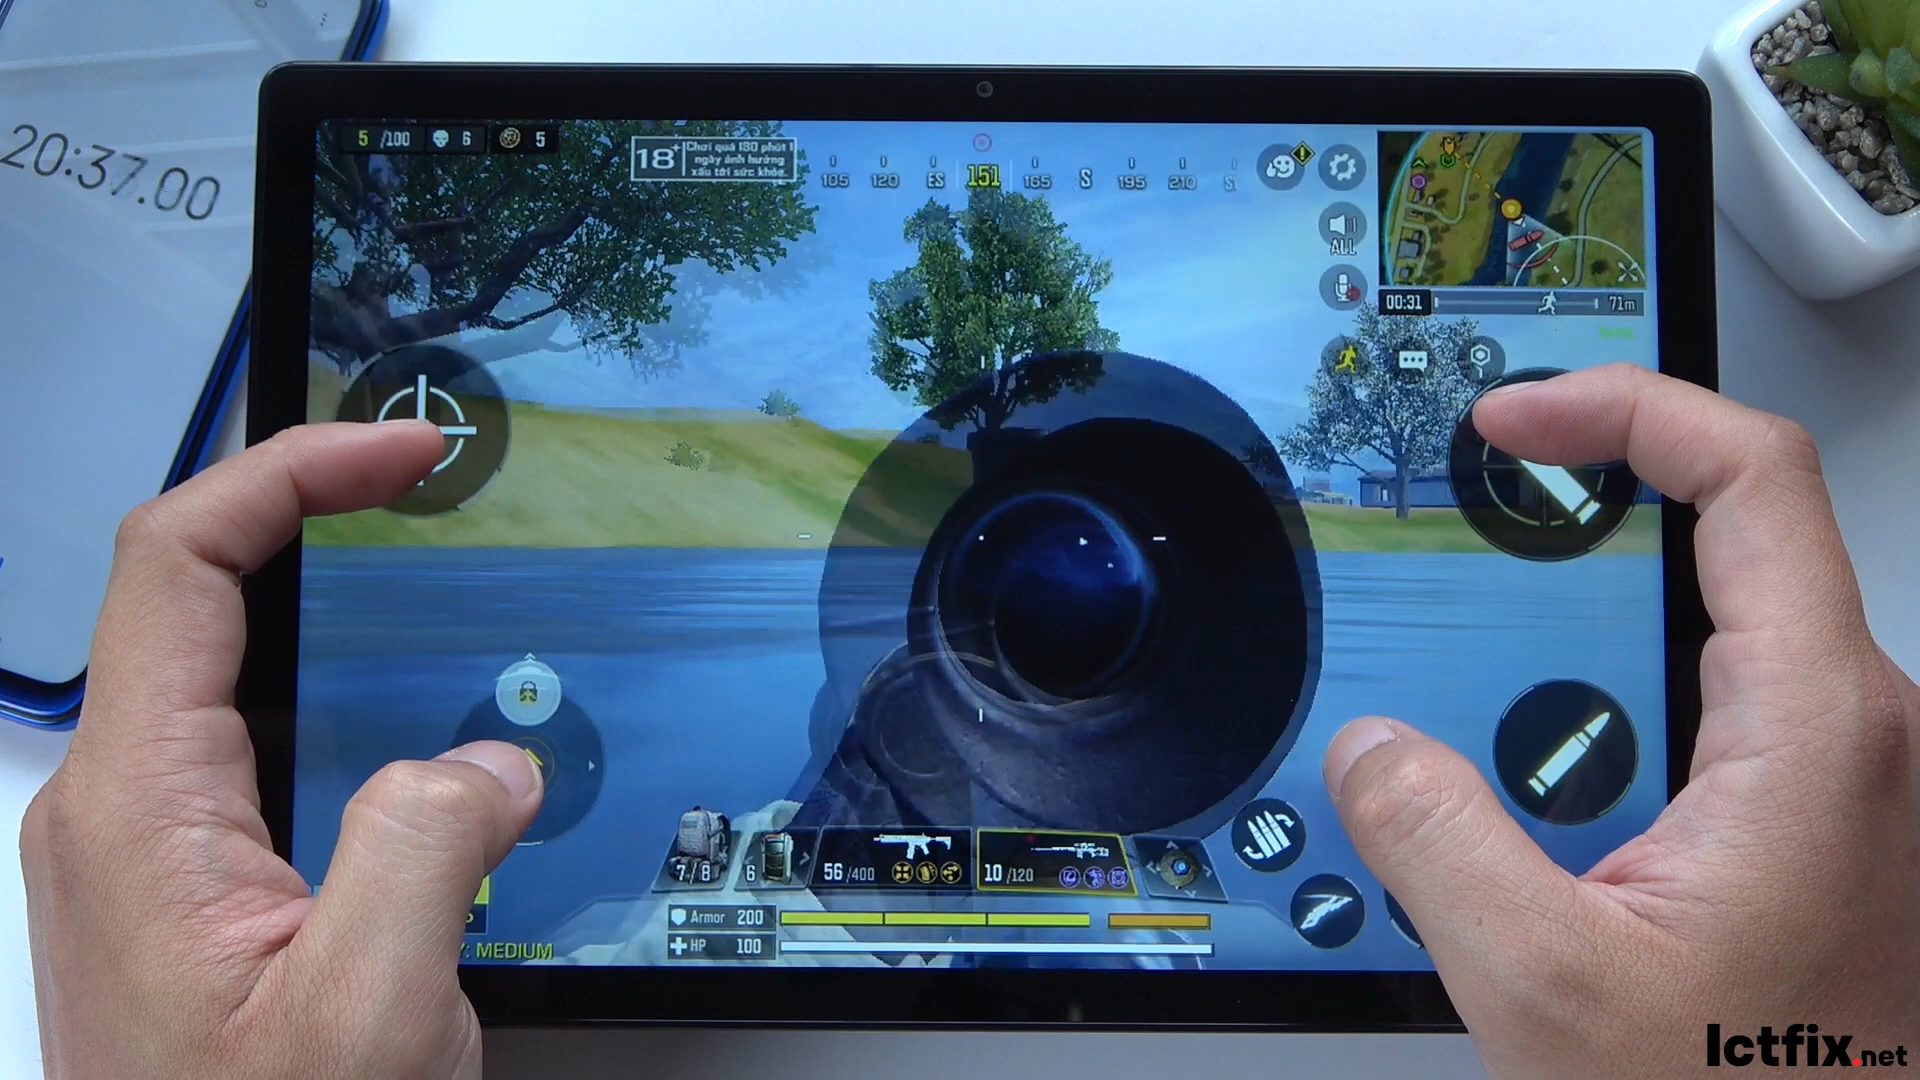 20:37.00
5 /100 6 5
18+ Chơi quá 180 phút 1
ngày ảnh hưởng
xấu tới sức khỏe.
105 120 ES 151 165 S 195 210
ALL
00:31 71m
7/8 6 56/400 10/120
Armor 200
HP 100
Y: MEDIUM
Ictfix.net